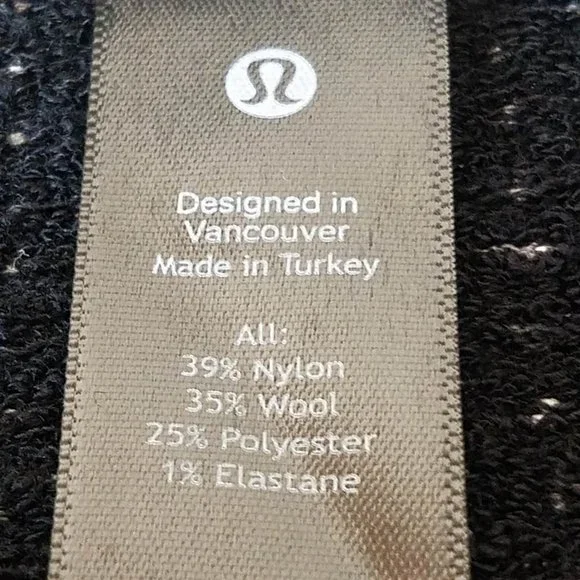 Designed in
Vancouver
Made in Turkey
All:
39% Nylon
35% Wool
25% Polyester
1% Elastane